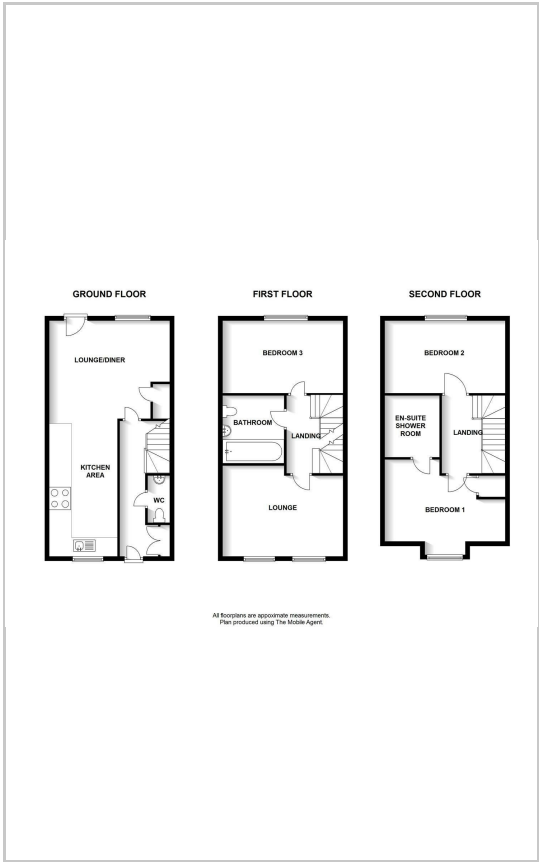 GROUND FLOOR
LOUNGE/DINER
KITCHEN
AREA
WC
FIRST FLOOR
BEDROOM 3
BATHROOM
LANDING
LOUNGE
SECOND FLOOR
BEDROOM 2
EN-SUITE
SHOWER
ROOM
LANDING
BEDROOM 1
All floorplans are appoximate measurements.
Plan produced using The Mobile Agent.